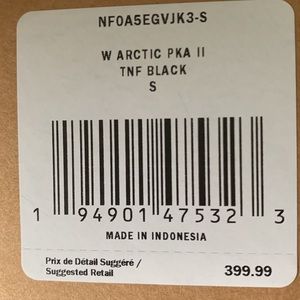 NF0A5EGVJK3-S
W ARCTIC PKA II
TNF BLACK
S
1 94901 47532 3
MADE IN INDONESIA
Prix de Détail Suggéré /
Suggested Retail 399.99